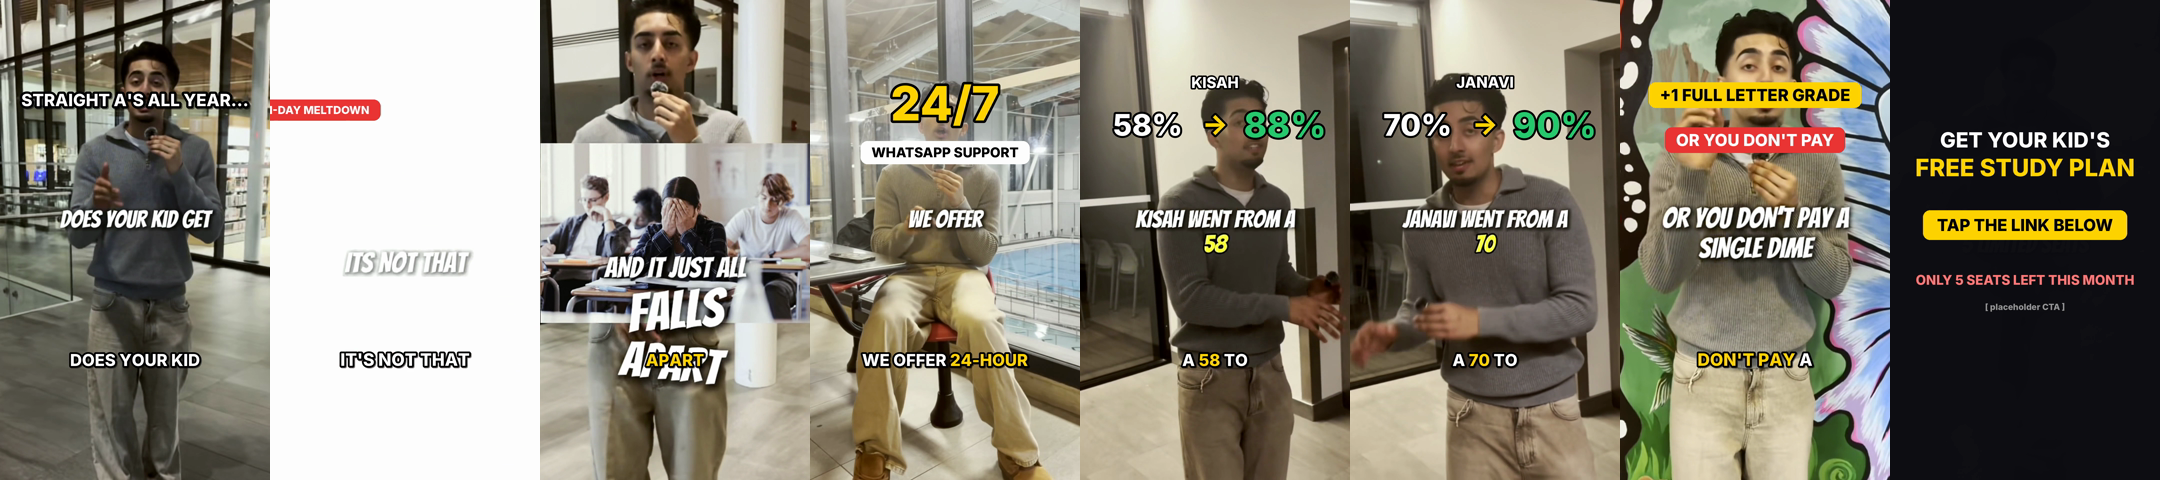 STRAIGHT A'S ALL YEAR...
DOES YOUR KID GET
DOES YOUR KID
-DAY MELTDOWN
ITS NOT THAT
IT'S NOT THAT
AND IT JUST ALL
FALLS
APART
APART
24/7
WHATSAPP SUPPORT
WE OFFER
WE OFFER 24-HOUR
KISAH
58% → 88%
KISAH WENT FROM A
58
A 58 TO
JANAVI
70% → 90%
JANAVI WENT FROM A
70
A 70 TO
+1 FULL LETTER GRADE
OR YOU DON'T PAY
OR YOU DON'T PAY A
SINGLE DIME
DON'T PAY A
GET YOUR KID'S
FREE STUDY PLAN
TAP THE LINK BELOW
ONLY 5 SEATS LEFT THIS MONTH
[ placeholder CTA ]